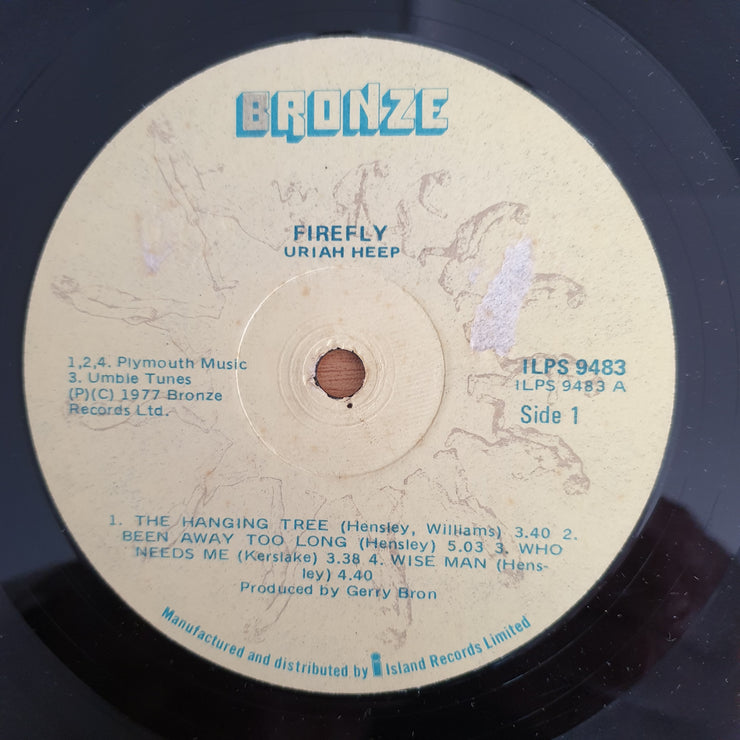 BRONZE
FIREFLY
URIAH HEEP
1,2,4. Plymouth Music
3. Umble Tunes
(P)(C) 1977 Bronze
Records Ltd.
ILPS 9483
ILPS 9483 A
Side 1
1. THE HANGING TREE (Hensley, Williams) 3.40 2.
BEEN AWAY TOO LONG (Hensley) 5.03 3. WHO
NEEDS ME (Kerslake) 3.38 4. WISE MAN (Hens-
ley) 4.40
Produced by Gerry Bron
Manufactured and distributed by Island Records Limited